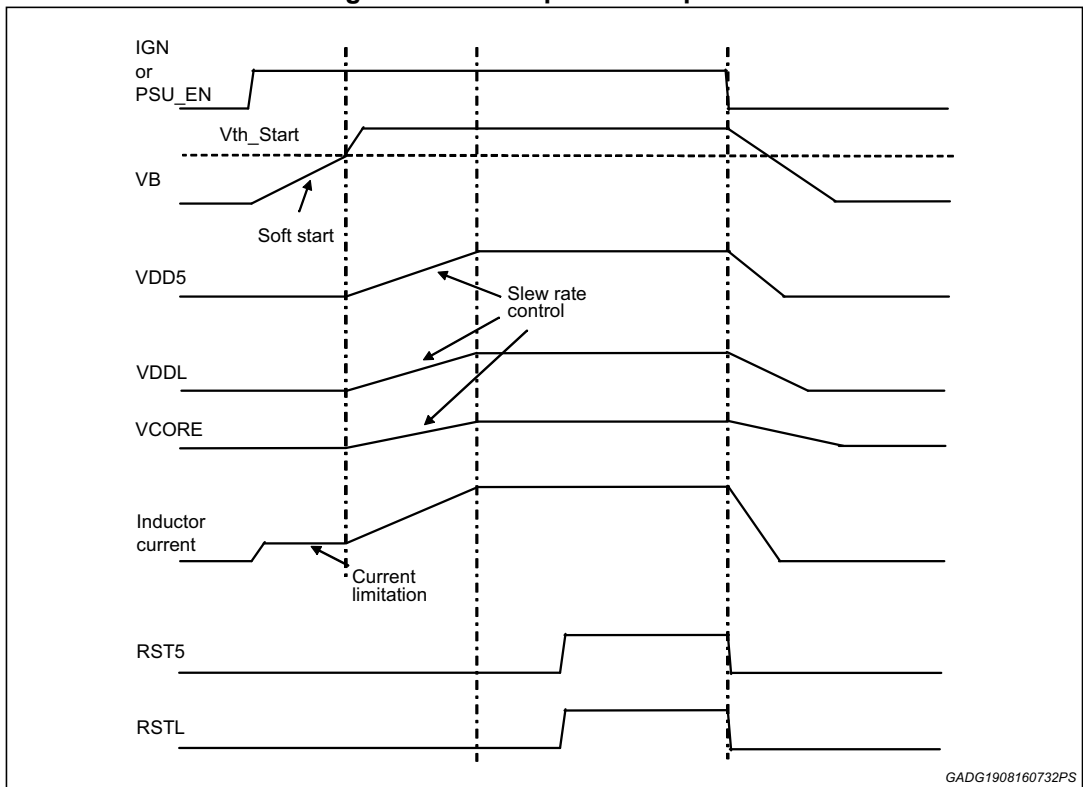 IGN
or
PSU_EN
Vth_Start
VB
Soft start
VDD5
Slew rate
control
VDDL
VCORE
Inductor
current
Current
limitation
RST5
RSTL
GADG1908160732PS